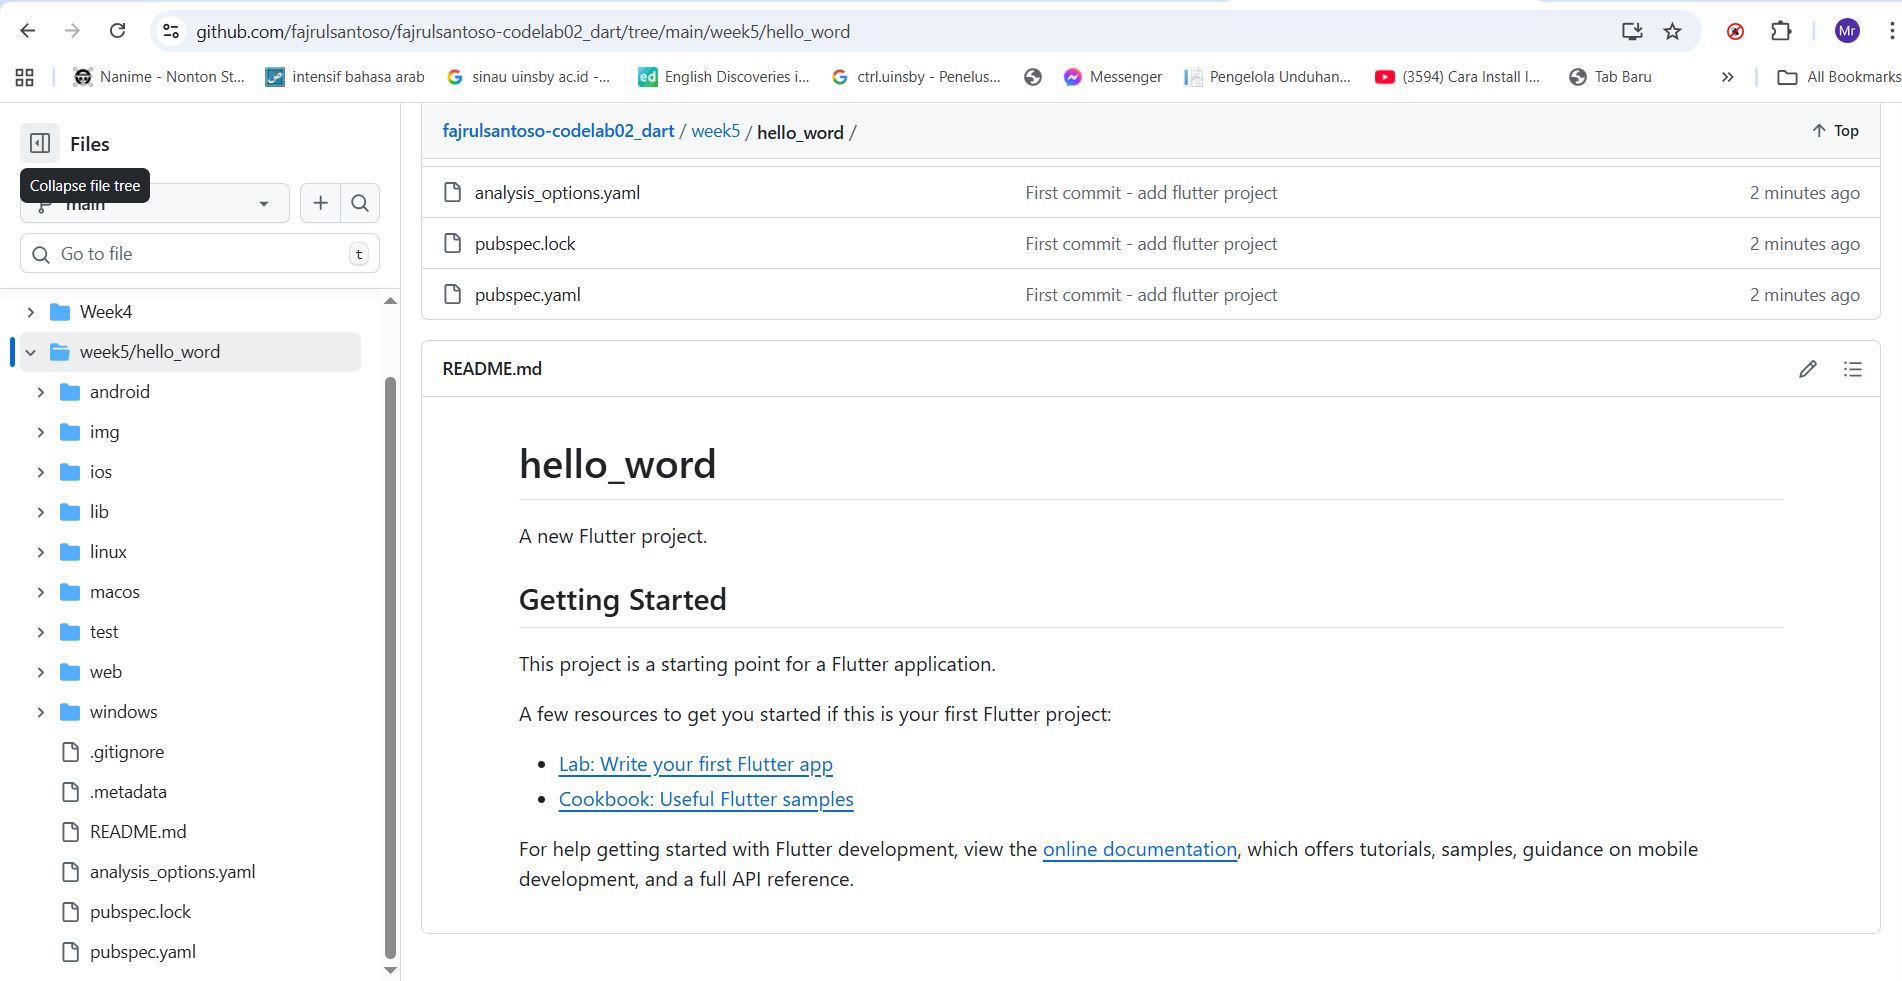 github.com/fajrulsantoso/fajrulsantoso-codelab02_dart/tree/main/week5/hello_word
Mr
Nanime - Nonton St...
intensif bahasa arab
sinau uinsby ac.id -...
ed English Discoveries i...
ctrl.uinsby - Penelus...
Messenger
Pengelola Unduhan...
(3594) Cara Install I...
Tab Baru
All Bookmarks
Files
Collapse file tree
main
Go to file
t
Week4
week5/hello_word
android
img
ios
lib
linux
macos
test
web
windows
.gitignore
.metadata
README.md
analysis_options.yaml
pubspec.lock
pubspec.yaml
fajrulsantoso-codelab02_dart / week5 / hello_word /
Top
analysis_options.yaml First commit - add flutter project 2 minutes ago
pubspec.lock First commit - add flutter project 2 minutes ago
pubspec.yaml First commit - add flutter project 2 minutes ago
README.md
hello_word
A new Flutter project.
Getting Started
This project is a starting point for a Flutter application.
A few resources to get you started if this is your first Flutter project:
• Lab: Write your first Flutter app
• Cookbook: Useful Flutter samples
For help getting started with Flutter development, view the online documentation, which offers tutorials, samples, guidance on mobile
development, and a full API reference.